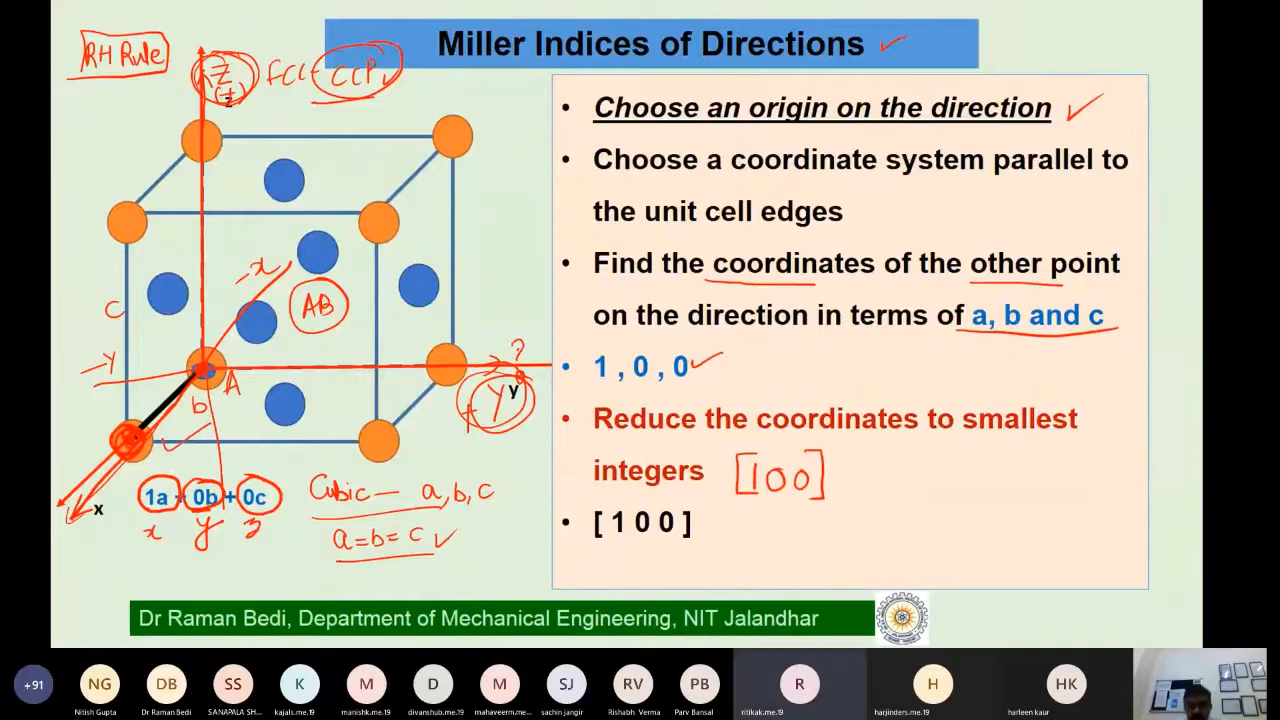 Miller Indices of Directions
RH Rule
Z
(+)
FCC - CCP
z
• Choose an origin on the direction
• Choose a coordinate system parallel to
the unit cell edges
• Find the coordinates of the other point
on the direction in terms of a, b and c
• 1 , 0 , 0
• Reduce the coordinates to smallest
integers [100]
• [ 1 0 0 ]
-x
AB
C
-Y
A
b
?
y
+ Y
1a + 0b + 0c
x
x y z
Cubic — a, b, c
a = b = c
Dr Raman Bedi, Department of Mechanical Engineering, NIT Jalandhar
+91
NG
DB
SS
K
M
D
M
SJ
RV
PB
R
H
HK
Nitish Gupta
Dr Raman Bedi
SANAPALA SH...
kajals.me.19
manishk.me.19
divanshub.me.19
mahaveerm.me...
sachin jangir
Rishabh Verma
Parv Bansal
ritikak.me.19
harjinders.me.19
harleen kaur